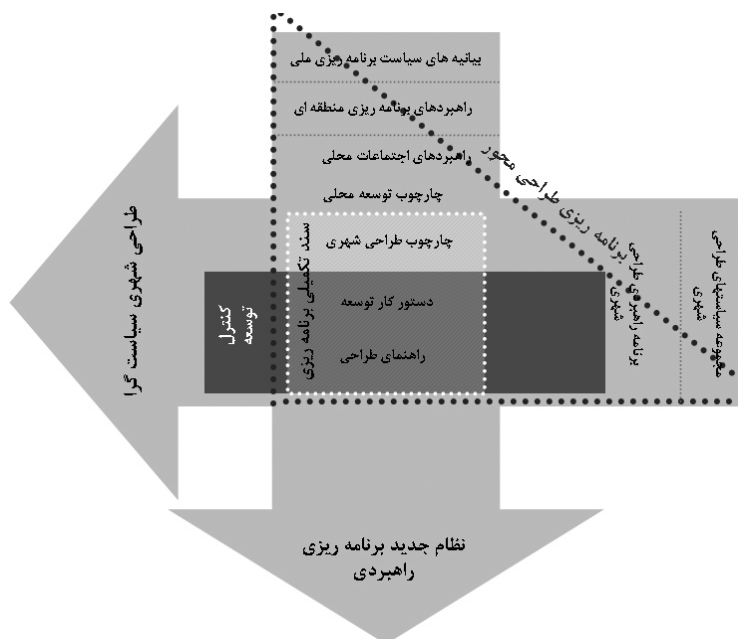 بیانیه های سیاست برنامه ریزی ملی
راهبردهای برنامه ریزی منطقه ای
راهبردهای اجتماعات محلی
چارچوب توسعه محلی
چارچوب طراحی شهری
دستور کار توسعه
راهنمای طراحی
سند تکمیلی برنامه ریزی
کنترل
توسعه
برنامه ریزی طراحی محور
مجموعه سیاستهای طراحی
شهری
برنامه راهبردی طراحی
شهری
طراحی شهری سیاست گرا
نظام جدید برنامه ریزی
راهبردی